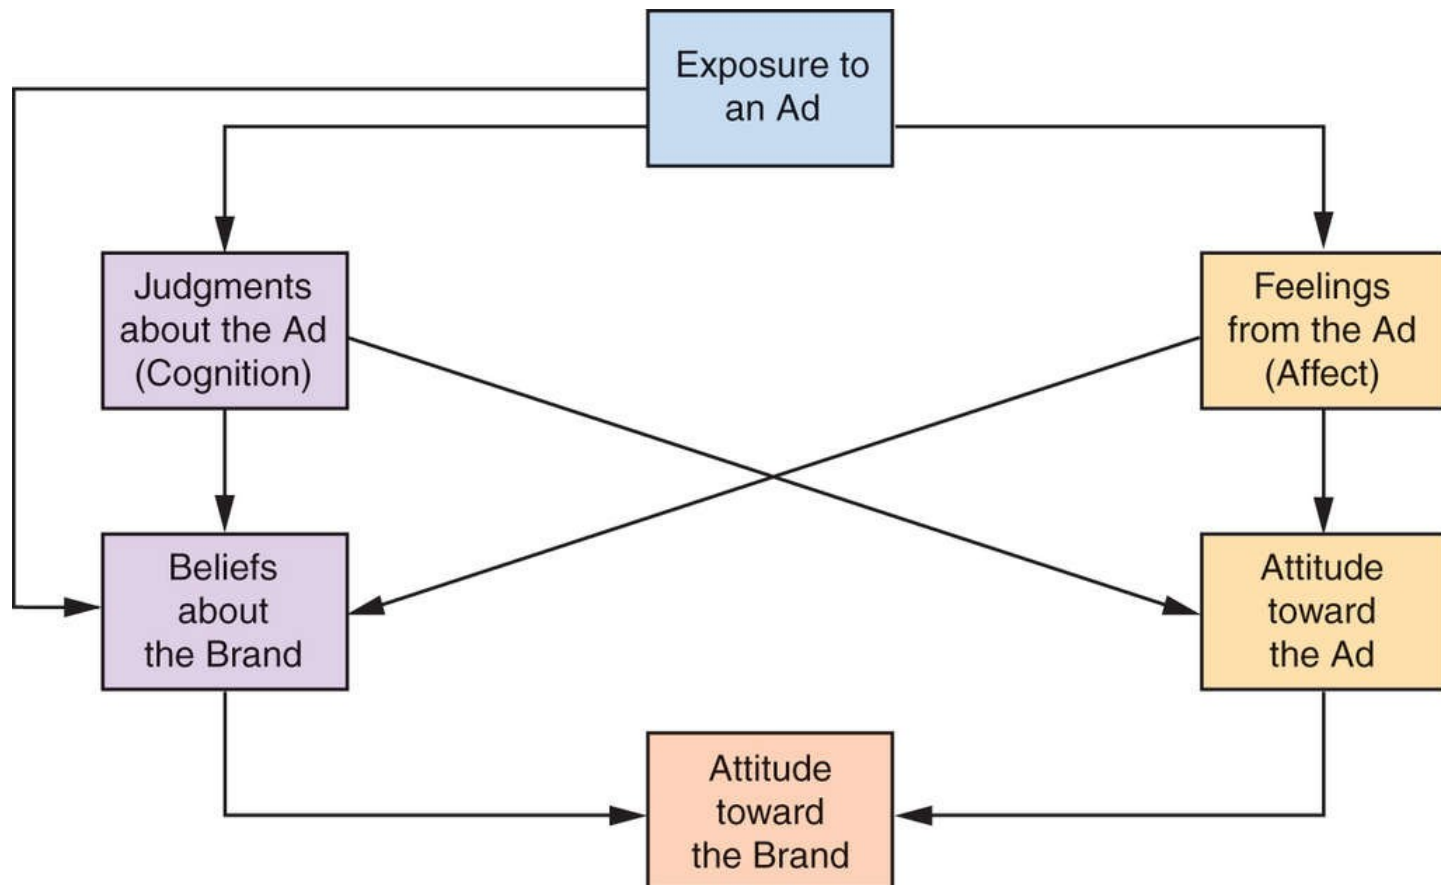 Exposure to
an Ad
Judgments
about the Ad
(Cognition)
Feelings
from the Ad
(Affect)
Beliefs
about
the Brand
Attitude
toward
the Ad
Attitude
toward
the Brand